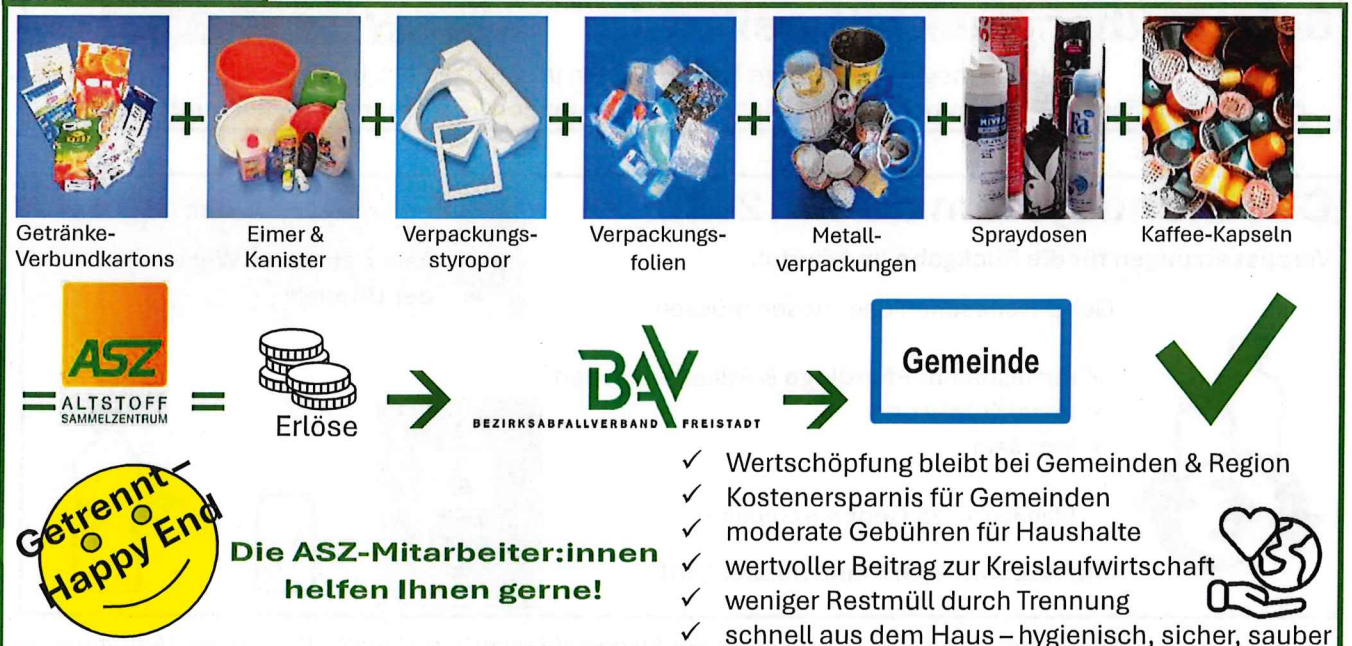 Getränke-
Verbundkartons
Eimer &
Kanister
Verpackungs-
styropor
Verpackungs-
folien
Metall-
verpackungen
Spraydosen
Kaffee-Kapseln
ASZ
ALTSTOFF
SAMMELZENTRUM
Erlöse
BAV
BEZIRKSABFALLVERBAND FREISTADT
Gemeinde
Getrennt –
Happy End
Die ASZ-Mitarbeiter:innen
helfen Ihnen gerne!
✓ Wertschöpfung bleibt bei Gemeinden & Region
✓ Kostenersparnis für Gemeinden
✓ moderate Gebühren für Haushalte
✓ wertvoller Beitrag zur Kreislaufwirtschaft
✓ weniger Restmüll durch Trennung
✓ schnell aus dem Haus – hygienisch, sicher, sauber
NIVEA
Fa